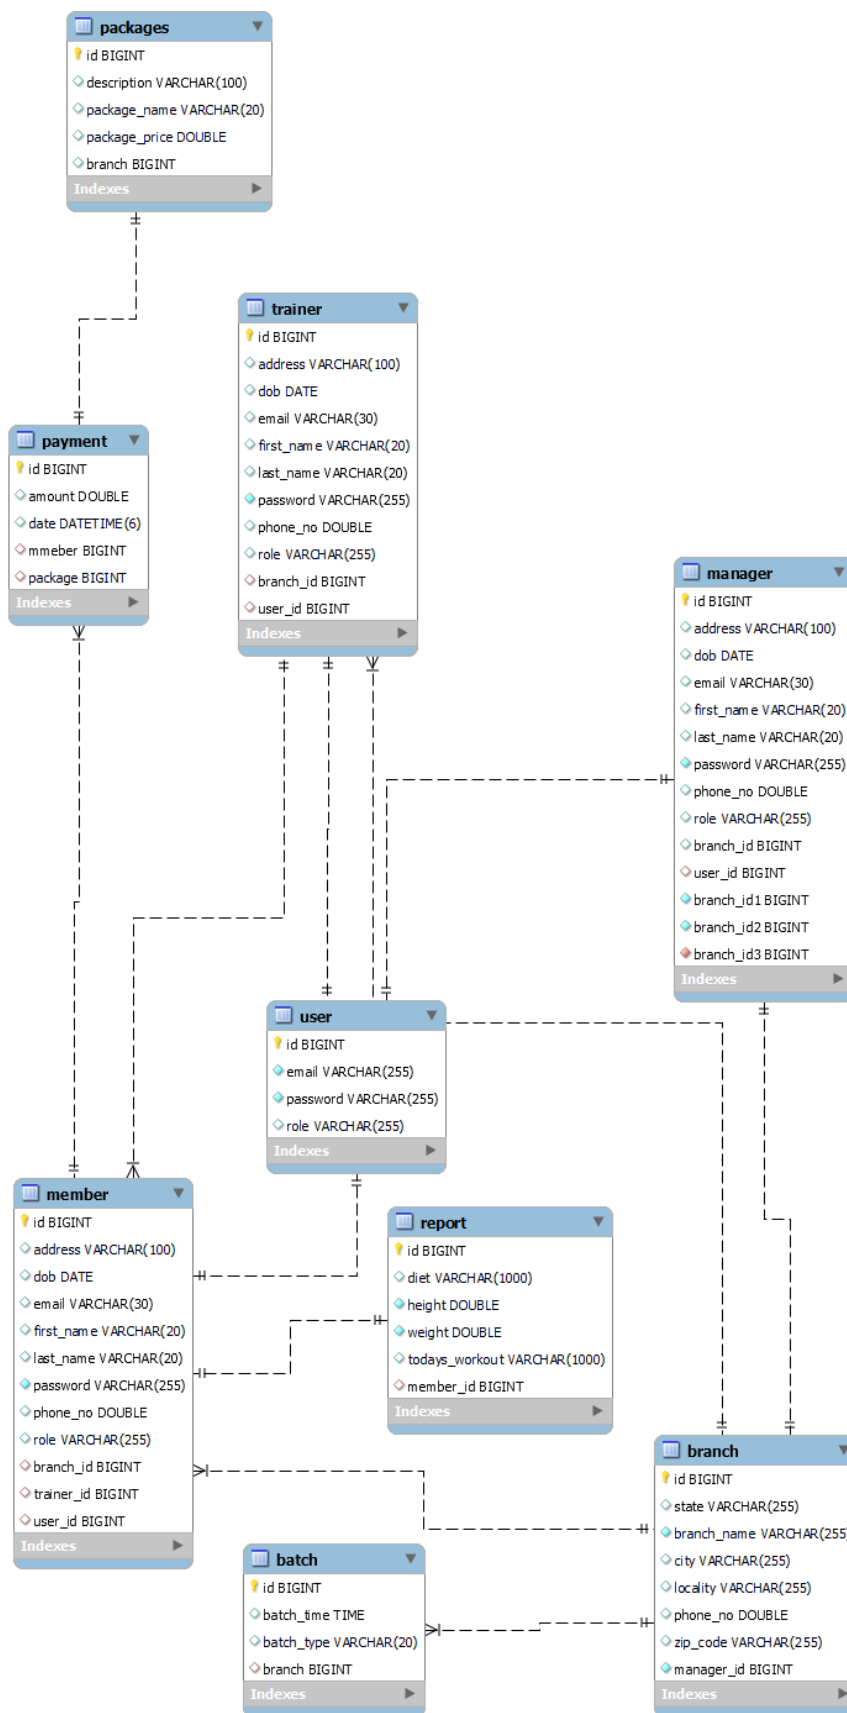 packages
id BIGINT
description VARCHAR(100)
package_name VARCHAR(20)
package_price DOUBLE
branch BIGINT
Indexes
trainer
id BIGINT
address VARCHAR(100)
dob DATE
email VARCHAR(30)
first_name VARCHAR(20)
last_name VARCHAR(20)
password VARCHAR(255)
phone_no DOUBLE
role VARCHAR(255)
branch_id BIGINT
user_id BIGINT
Indexes
payment
id BIGINT
amount DOUBLE
date DATETIME(6)
mmeber BIGINT
package BIGINT
Indexes
manager
id BIGINT
address VARCHAR(100)
dob DATE
email VARCHAR(30)
first_name VARCHAR(20)
last_name VARCHAR(20)
password VARCHAR(255)
phone_no DOUBLE
role VARCHAR(255)
branch_id BIGINT
user_id BIGINT
branch_id1 BIGINT
branch_id2 BIGINT
branch_id3 BIGINT
Indexes
user
id BIGINT
email VARCHAR(255)
password VARCHAR(255)
role VARCHAR(255)
Indexes
member
id BIGINT
address VARCHAR(100)
dob DATE
email VARCHAR(30)
first_name VARCHAR(20)
last_name VARCHAR(20)
password VARCHAR(255)
phone_no DOUBLE
role VARCHAR(255)
branch_id BIGINT
trainer_id BIGINT
user_id BIGINT
Indexes
report
id BIGINT
diet VARCHAR(1000)
height DOUBLE
weight DOUBLE
todays_workout VARCHAR(1000)
member_id BIGINT
Indexes
branch
id BIGINT
state VARCHAR(255)
branch_name VARCHAR(255)
city VARCHAR(255)
locality VARCHAR(255)
phone_no DOUBLE
zip_code VARCHAR(255)
manager_id BIGINT
Indexes
batch
id BIGINT
batch_time TIME
batch_type VARCHAR(20)
branch BIGINT
Indexes